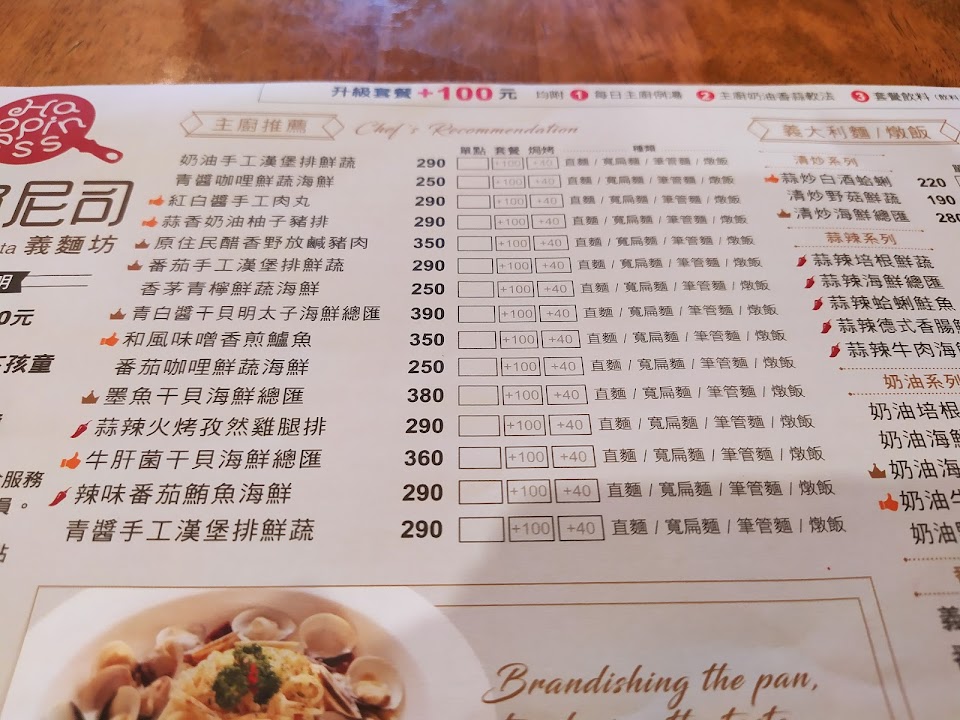 升級套餐 +100 元 均附 1 每日主廚例湯 2 主廚奶油香蒜軟法 3 套餐飲料
Happiness
尼司
義麵坊
主廚推薦 Chef's Recommendation
單點 套餐 焗烤 種類
奶油手工漢堡排鮮蔬 290 +100 +40 直麵 / 寬扁麵 / 筆管麵 / 燉飯
青醬咖哩鮮蔬海鮮 250 +100 +40 直麵 / 寬扁麵 / 筆管麵 / 燉飯
紅白醬手工肉丸 290 +100 +40 直麵 / 寬扁麵 / 筆管麵 / 燉飯
蒜香奶油柚子豬排 290 +100 +40 直麵 / 寬扁麵 / 筆管麵 / 燉飯
原住民醋香野放鹹豬肉 350 +100 +40 直麵 / 寬扁麵 / 筆管麵 / 燉飯
番茄手工漢堡排鮮蔬 290 +100 +40 直麵 / 寬扁麵 / 筆管麵 / 燉飯
香茅青檸鮮蔬海鮮 250 +100 +40 直麵 / 寬扁麵 / 筆管麵 / 燉飯
青白醬干貝明太子海鮮總匯 390 +100 +40 直麵 / 寬扁麵 / 筆管麵 / 燉飯
和風味噌香煎鱸魚 350 +100 +40 直麵 / 寬扁麵 / 筆管麵 / 燉飯
番茄咖哩鮮蔬海鮮 250 +100 +40 直麵 / 寬扁麵 / 筆管麵 / 燉飯
墨魚干貝海鮮總匯 380 +100 +40 直麵 / 寬扁麵 / 筆管麵 / 燉飯
蒜辣火烤孜然雞腿排 290 +100 +40 直麵 / 寬扁麵 / 筆管麵 / 燉飯
牛肝菌干貝海鮮總匯 360 +100 +40 直麵 / 寬扁麵 / 筆管麵 / 燉飯
辣味番茄鮪魚海鮮 290 +100 +40 直麵 / 寬扁麵 / 筆管麵 / 燉飯
青醬手工漢堡排鮮蔬 290 +100 +40 直麵 / 寬扁麵 / 筆管麵 / 燉飯
義大利麵 / 燉飯
清炒系列
蒜炒白酒蛤蜊 220
清炒野菇鮮蔬 190
清炒海鮮總匯 280
蒜辣系列
蒜辣培根鮮蔬
蒜辣海鮮總匯
蒜辣蛤蜊鮭魚
蒜辣德式香腸
蒜辣牛肉海
奶油系列
奶油培根
奶油海鮮
奶油海
奶油牛
奶油
Brandishing the pan,